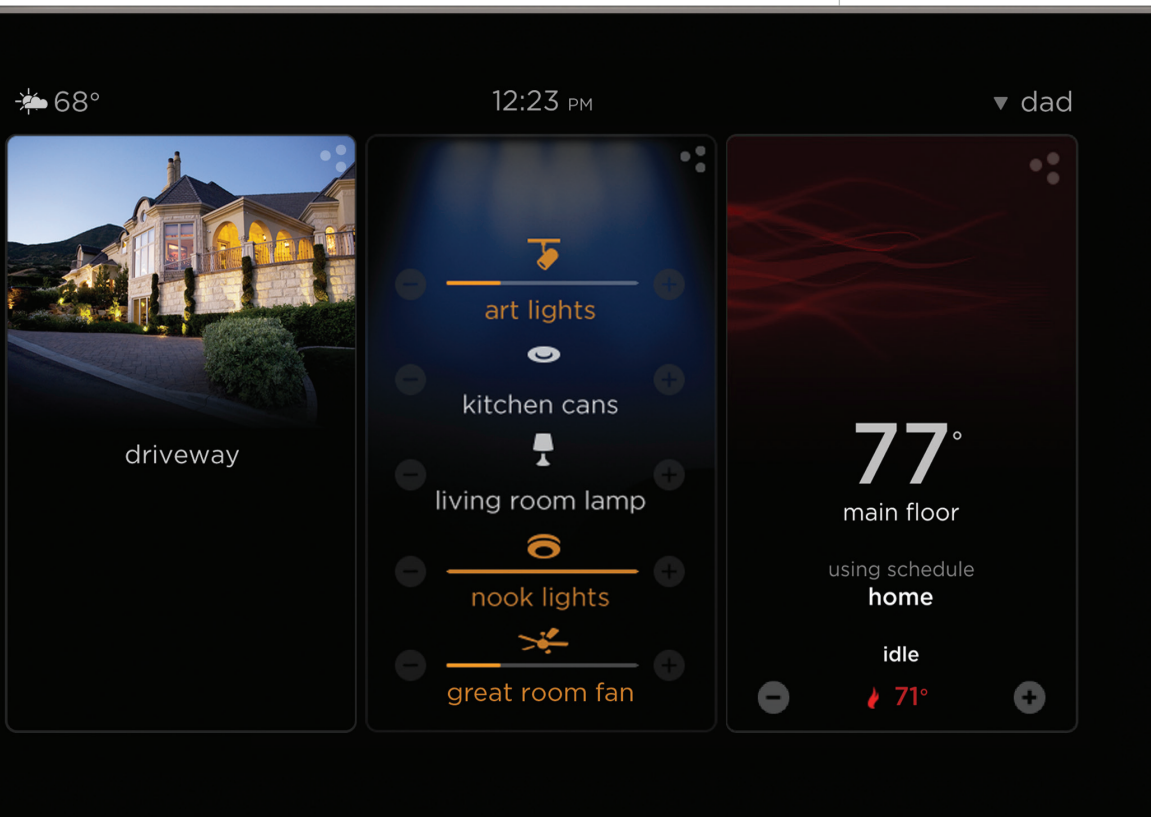 68°
12:23 PM
dad
driveway
art lights
kitchen cans
living room lamp
nook lights
great room fan
77°
main floor
using schedule
home
idle
71°